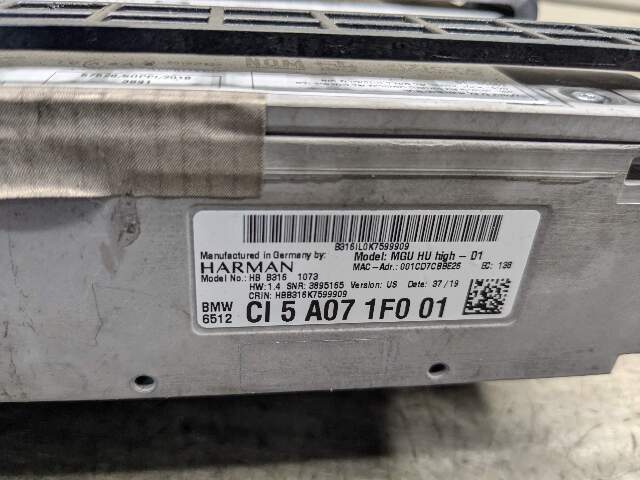 B316IL0K7599909
Manufactured in Germany by: Model: MGU HU high - D1
HARMAN MAC-Adr.: 001CD7CBBE25 EC: 138
Model No.: HB B316 1073
HW: 1.4 SNR: 3895165 Version: US Date: 37/19
CRIN: HBB316K7599909
BMW
6512 CI 5 A07 1F0 01